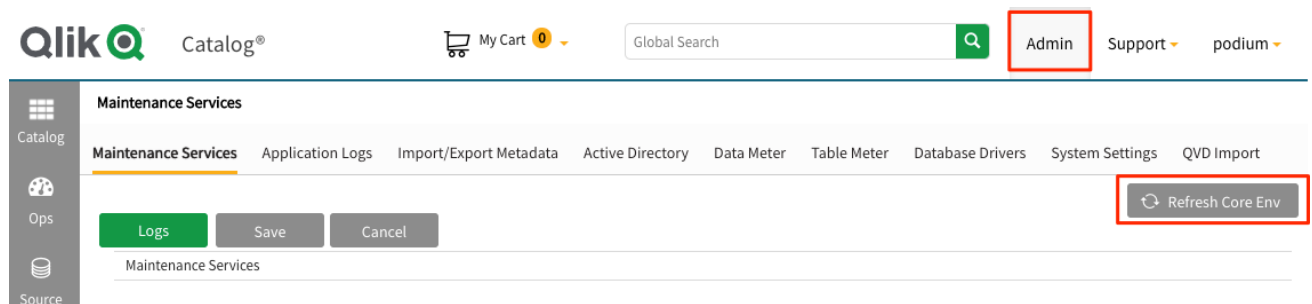 Qlik Catalog® My Cart 0 Global Search Admin Support podium
Maintenance Services
Catalog
Maintenance Services Application Logs Import/Export Metadata Active Directory Data Meter Table Meter Database Drivers System Settings QVD Import
Ops
Refresh Core Env
Logs Save Cancel
Maintenance Services
Source